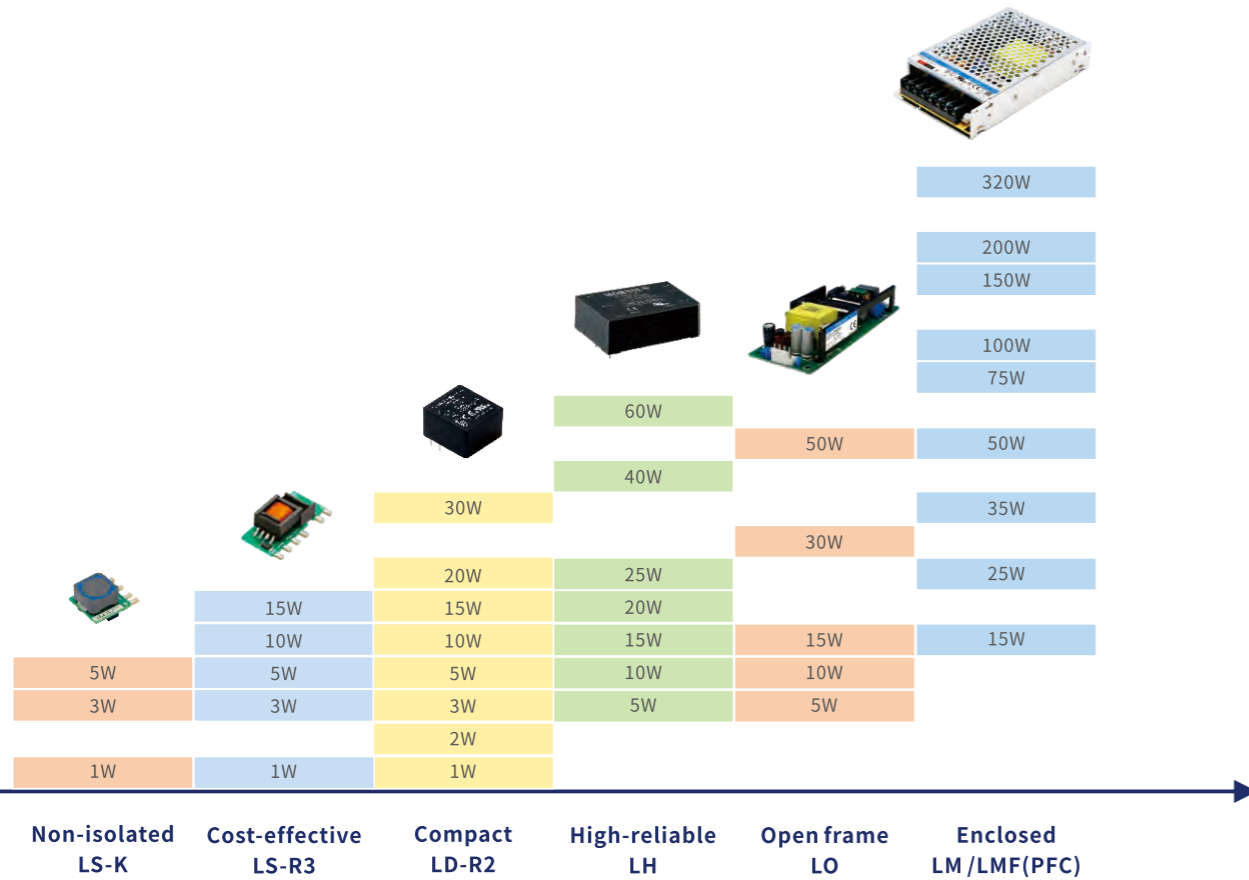 320W
200W
150W
100W
75W
60W
50W 50W
40W
30W 35W
30W
20W 25W 25W
15W 15W 20W
10W 10W 15W 15W 15W
5W 5W 5W 10W 10W
3W 3W 3W 5W 5W
2W
1W 1W 1W
Non-isolated Cost-effective Compact High-reliable Open frame Enclosed
LS-K LS-R3 LD-R2 LH LO LM/LMF(PFC)